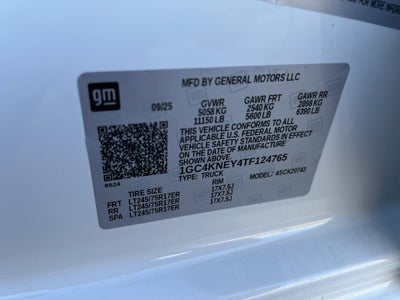 MFD BY GENERAL MOTORS LLC
gm
09/25 GVWR GAWR FRT GAWR RR
5058 KG 2540 KG 2898 KG
11150 LB 5600 LB 6390 LB
THIS VEHICLE CONFORMS TO ALL
APPLICABLE U.S. FEDERAL MOTOR
VEHICLE SAFETY STANDARDS IN
EFFECT ON THE DATE OF MANUFACTURE
SHOWN ABOVE.
1GC4KNEY4TF124765
TYPE: TRUCK MODEL: 4SCK20743
8624
TIRE SIZE RIM
FRT LT245/75R17ER 17X7.5J
RR LT245/75R17ER 17X7.5J
SPA LT245/75R17ER 17X7.5J